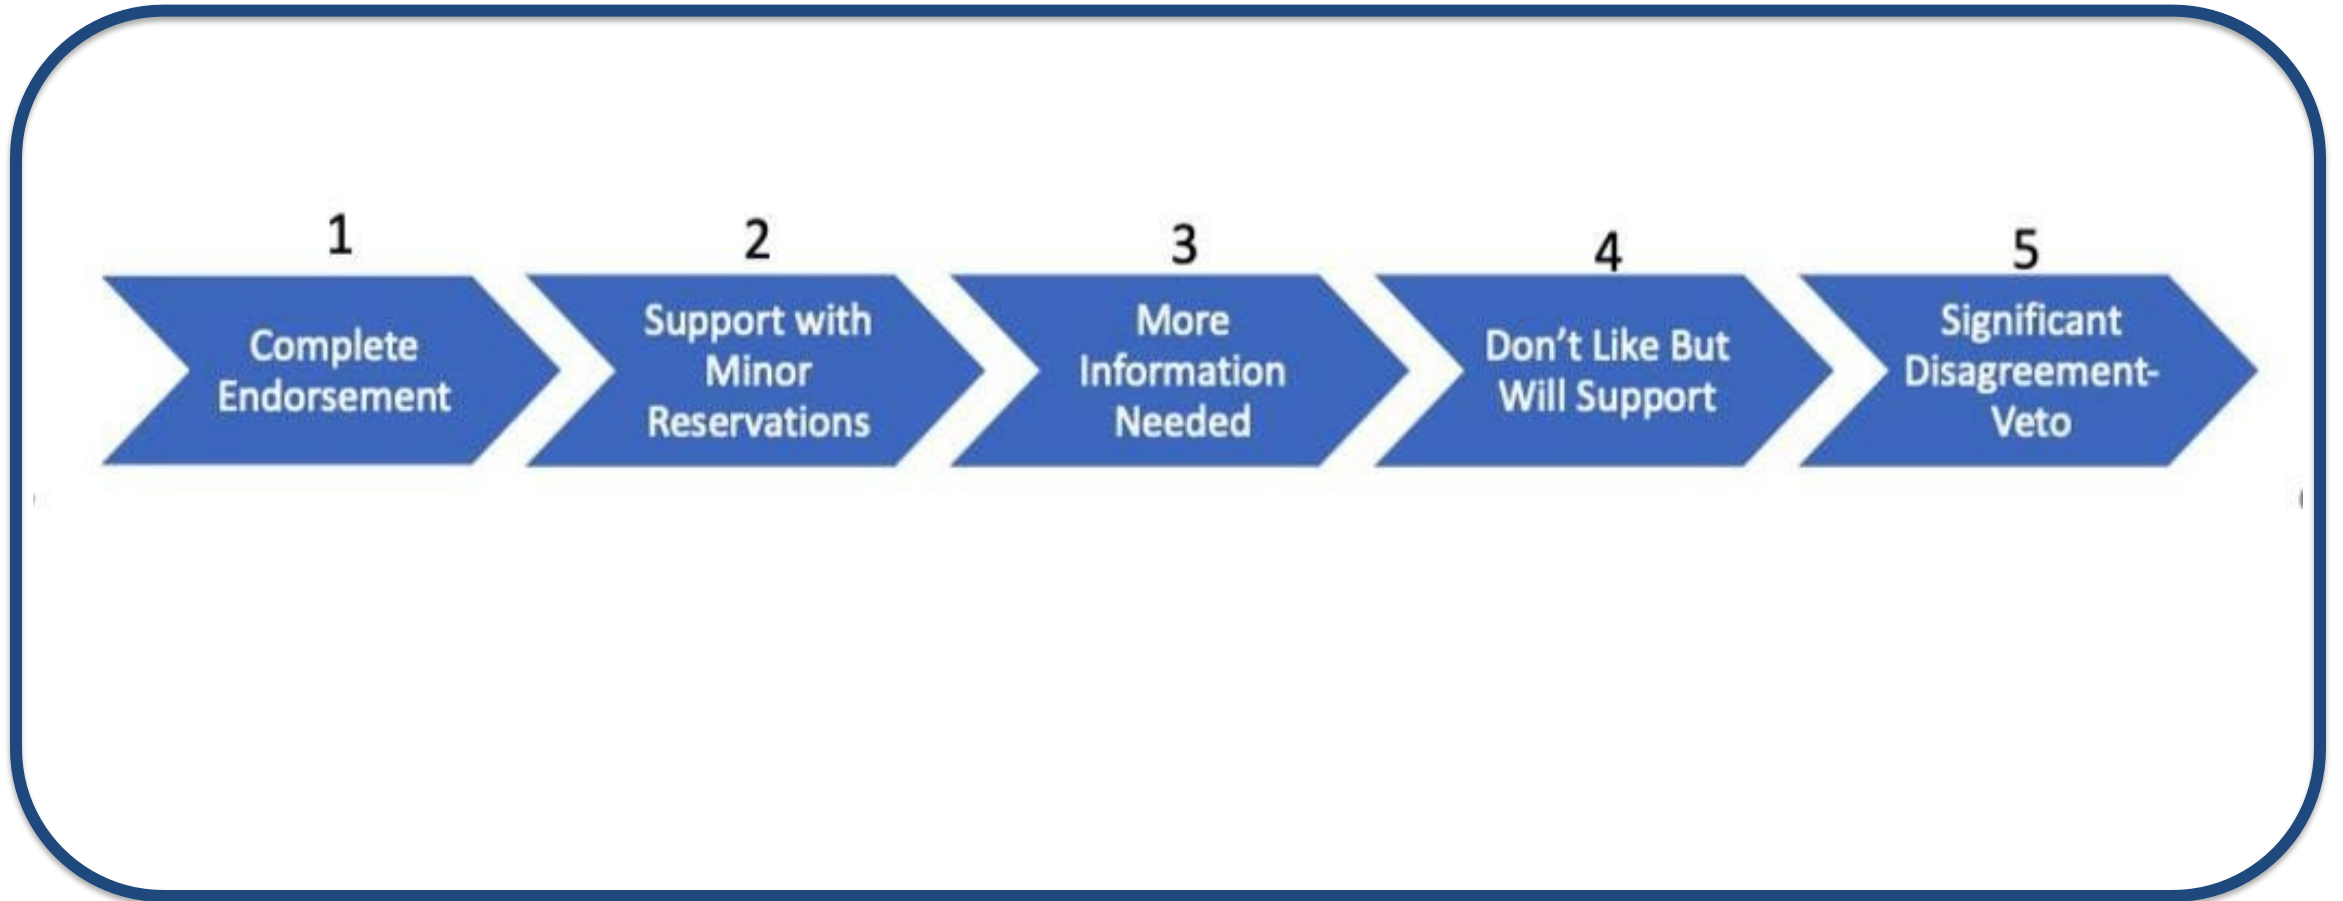 1
Complete
Endorsement
2
Support with
Minor
Reservations
3
More
Information
Needed
4
Don’t Like But
Will Support
5
Significant
Disagreement-
Veto